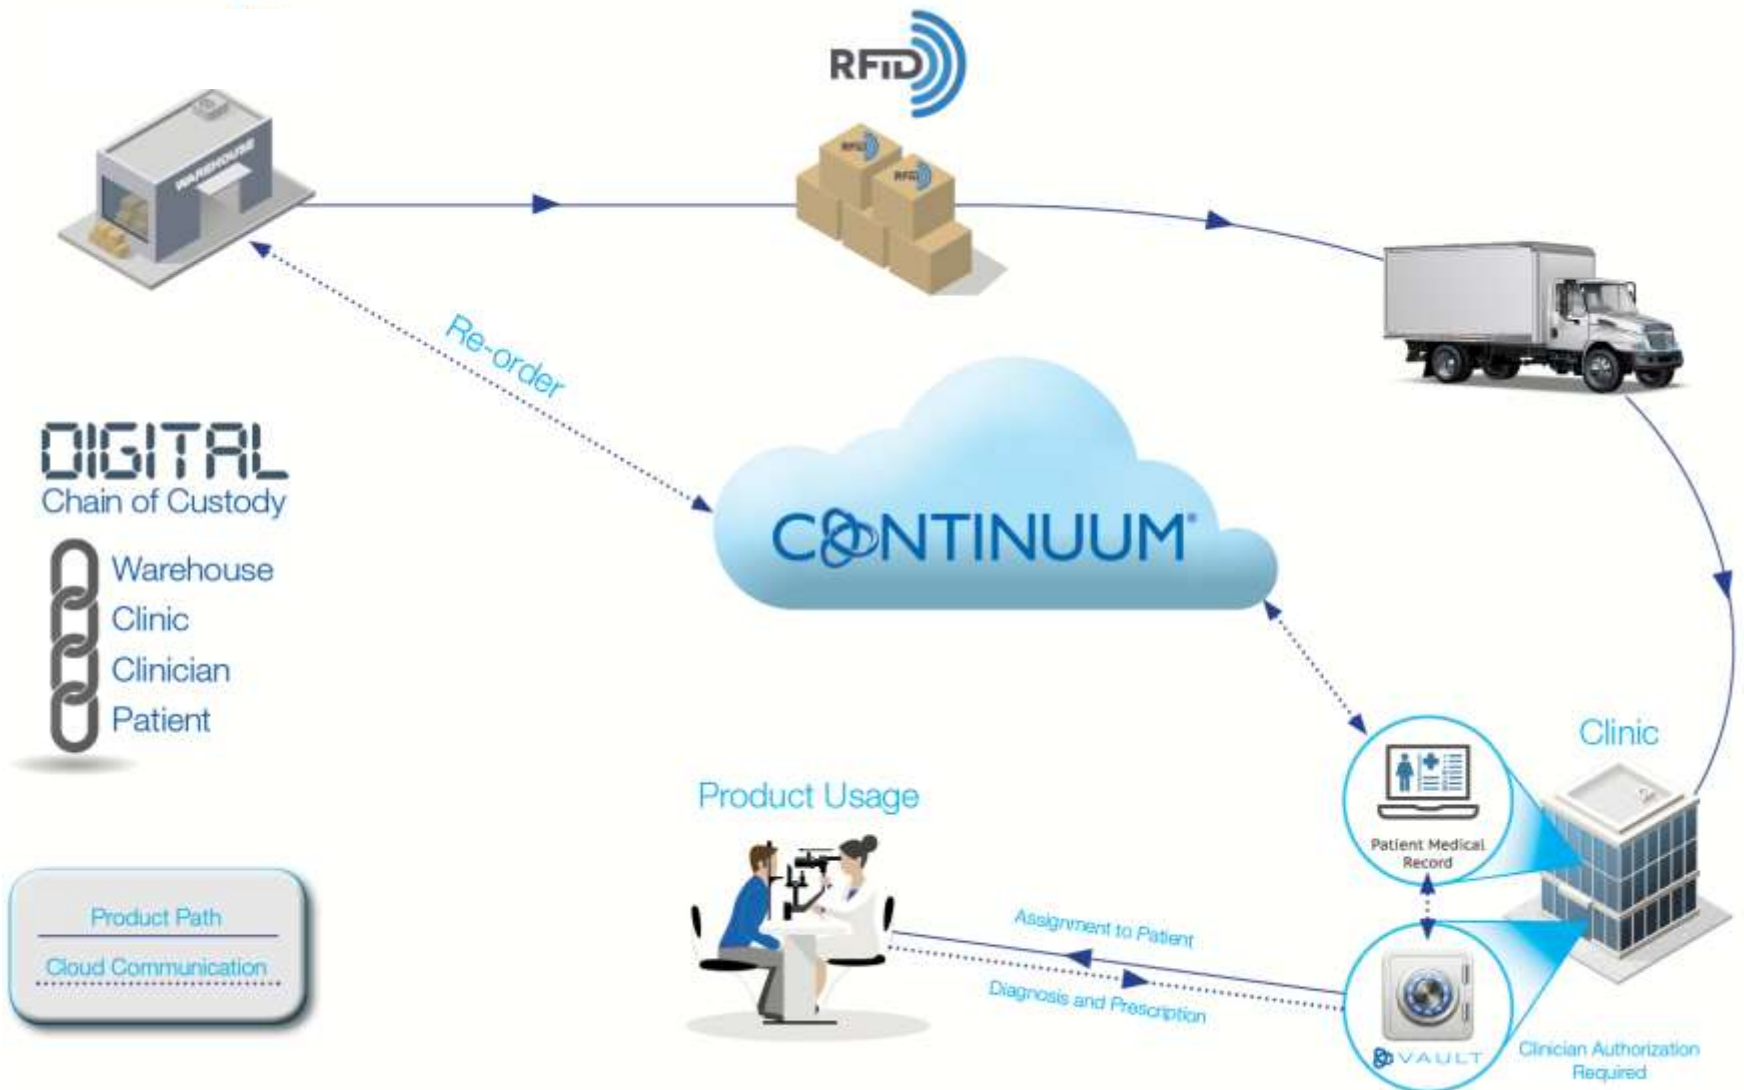 RFID
WAREHOUSE
RFID
RFID
Re-order
DIGITAL
Chain of Custody
Warehouse
Clinic
Clinician
Patient
CONTINUUM®
Clinic
Patient Medical
Record
Product Usage
Assignment to Patient
Diagnosis and Prescription
VAULT
Clinician Authorization
Required
Product Path
Cloud Communication